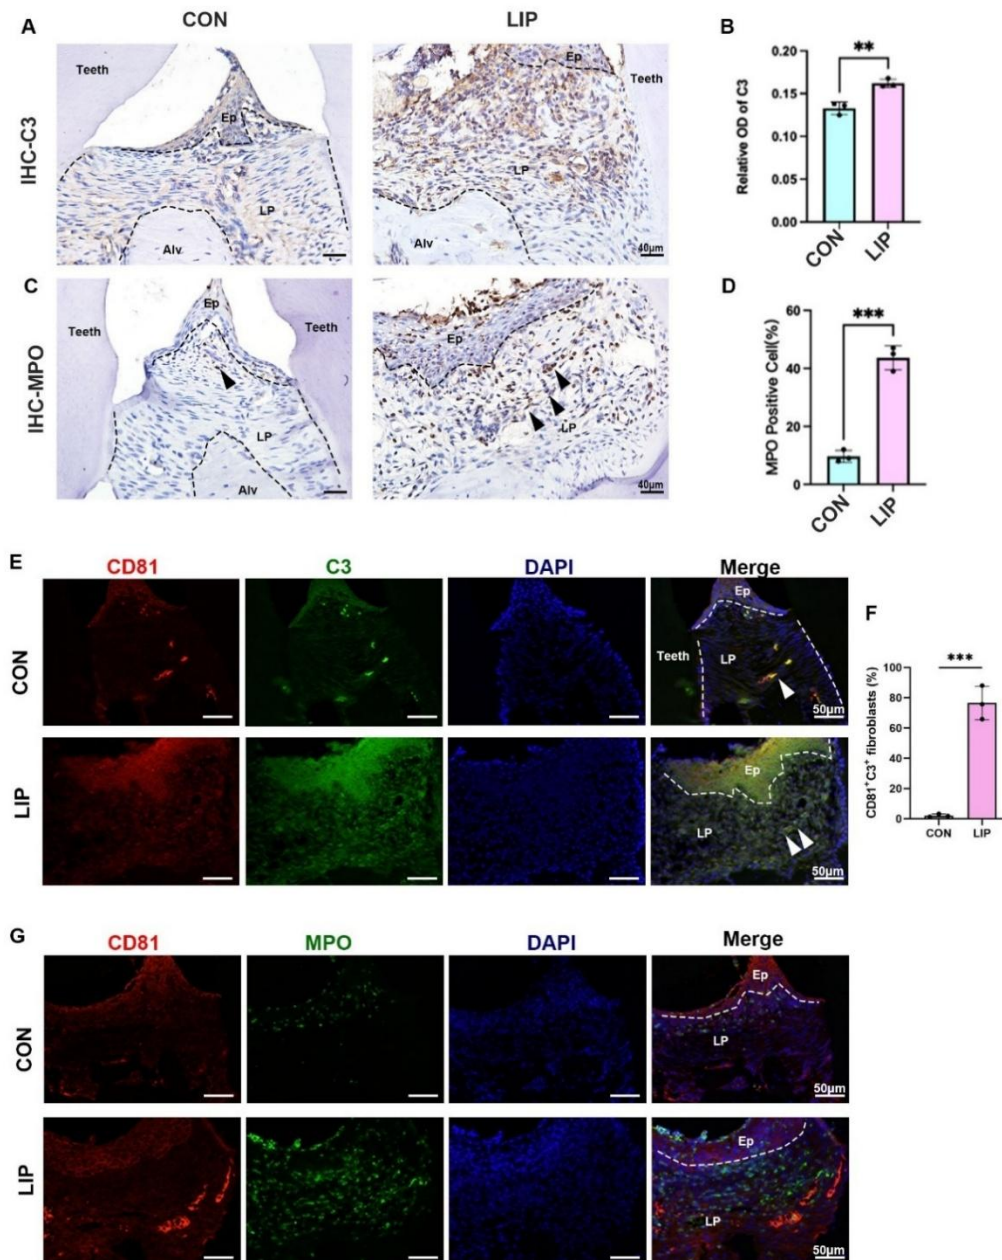 CON
LIP
A
IHC-C3
Teeth
Ep
LP
Alv
Ep
Teeth
LP
Alv
40μm
B
Relative OD of C3
0.20
0.15
0.10
0.05
0.00
**
CON
LIP
C
IHC-MPO
Ep
Teeth
Teeth
LP
Alv
Ep
LP
40μm
D
MPO Positive Cell(%)
60
40
20
0
***
CON
LIP
E
CD81
C3
DAPI
Merge
CON
Ep
Teeth
LP
50μm
LIP
Ep
LP
50μm
F
CD81+C3+ fibroblasts (%)
100
80
60
40
20
0
***
CON
LIP
G
CD81
MPO
DAPI
Merge
CON
Ep
LP
50μm
LIP
Ep
LP
50μm